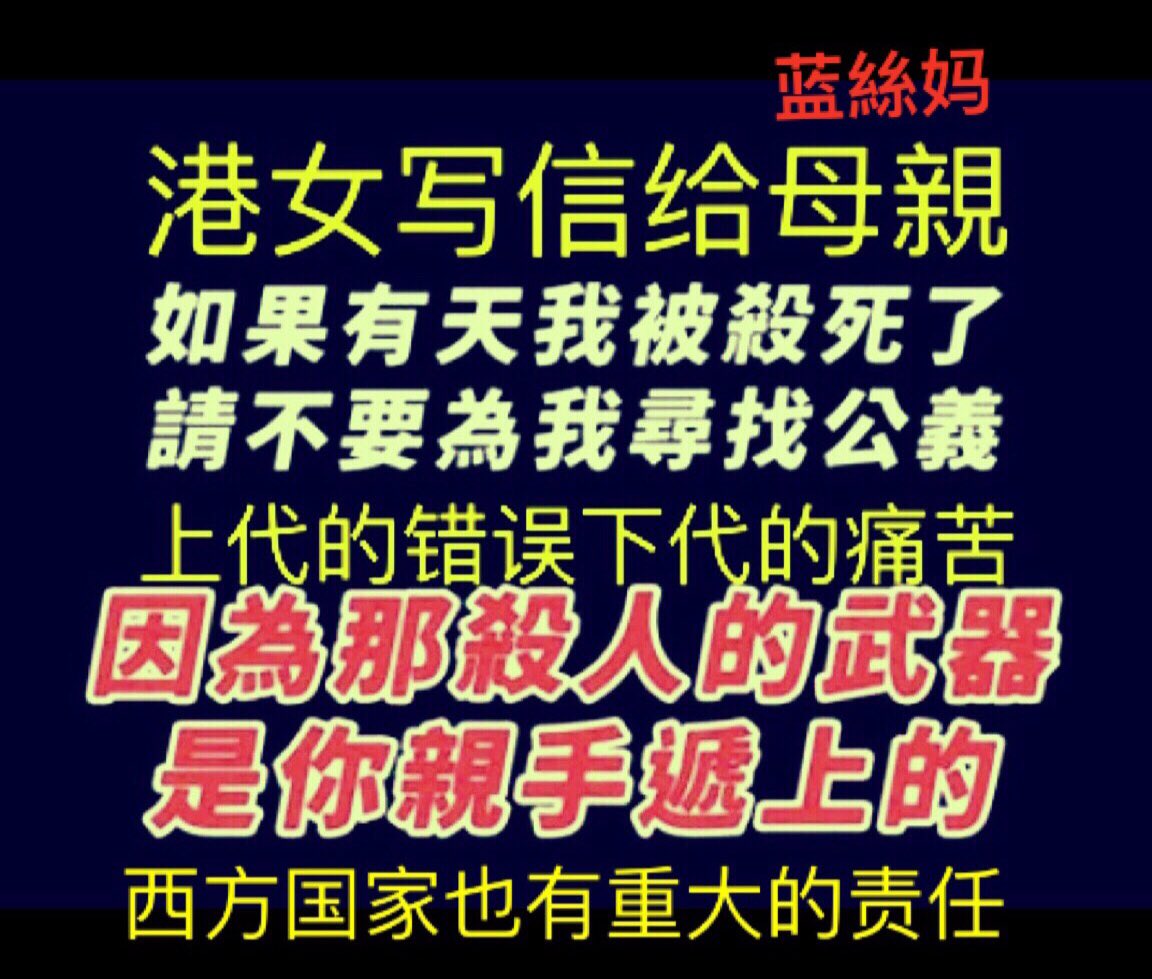 蓝絲妈
港女写信给母親
如果有天我被殺死了
請不要為我尋找公義
上代的错误下代的痛苦
因為那殺人的武器
是你親手遞上的
西方国家也有重大的责任